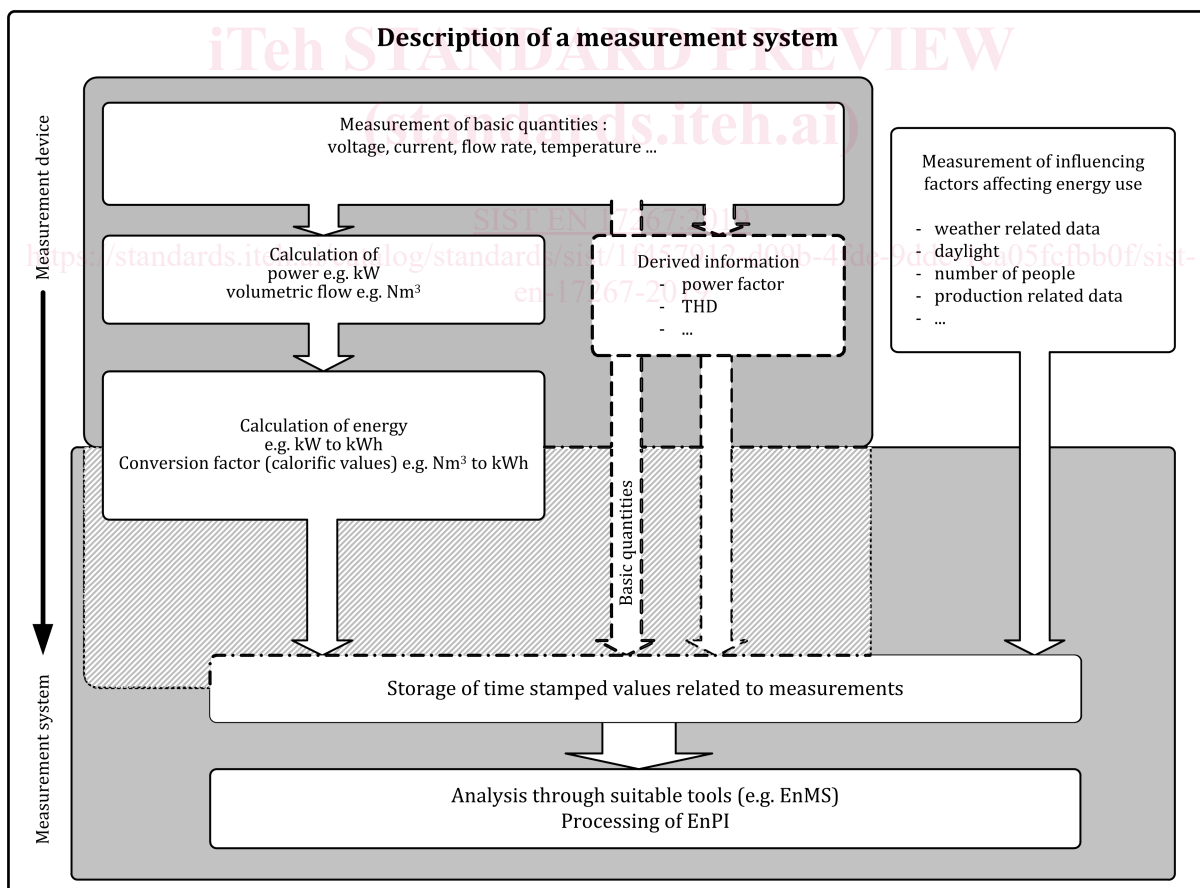 iTeh STANDARD PREVIEW
Description of a measurement system
(standards.iteh.ai)
Measurement device
Measurement of basic quantities :
voltage, current, flow rate, temperature ...
Measurement of influencing
factors affecting energy use
- weather related data
- daylight
- number of people
- production related data
- ...
SIST EN 17267:2019
Calculation of
power e.g. kW
volumetric flow e.g. Nm³
Derived information
- power factor
- THD
- ...
en-17267-2019
Calculation of energy
e.g. kW to kWh
Conversion factor (calorific values) e.g. Nm³ to kWh
Basic quantities
Storage of time stamped values related to measurements
Measurement system
Analysis through suitable tools (e.g. EnMS)
Processing of EnPI